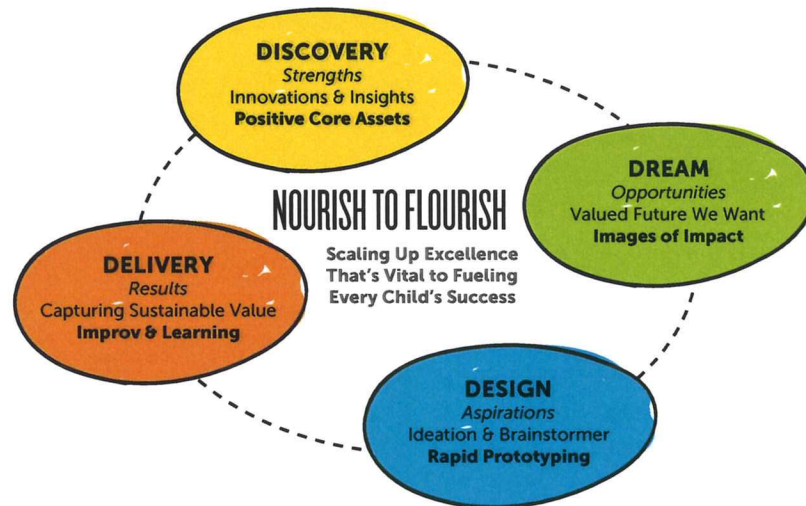 DISCOVERY
Strengths
Innovations & Insights
Positive Core Assets
DREAM
Opportunities
Valued Future We Want
Images of Impact
NOURISH TO FLOURISH
Scaling Up Excellence
That's Vital to Fueling
Every Child's Success
DELIVERY
Results
Capturing Sustainable Value
Improv & Learning
DESIGN
Aspirations
Ideation & Brainstormer
Rapid Prototyping